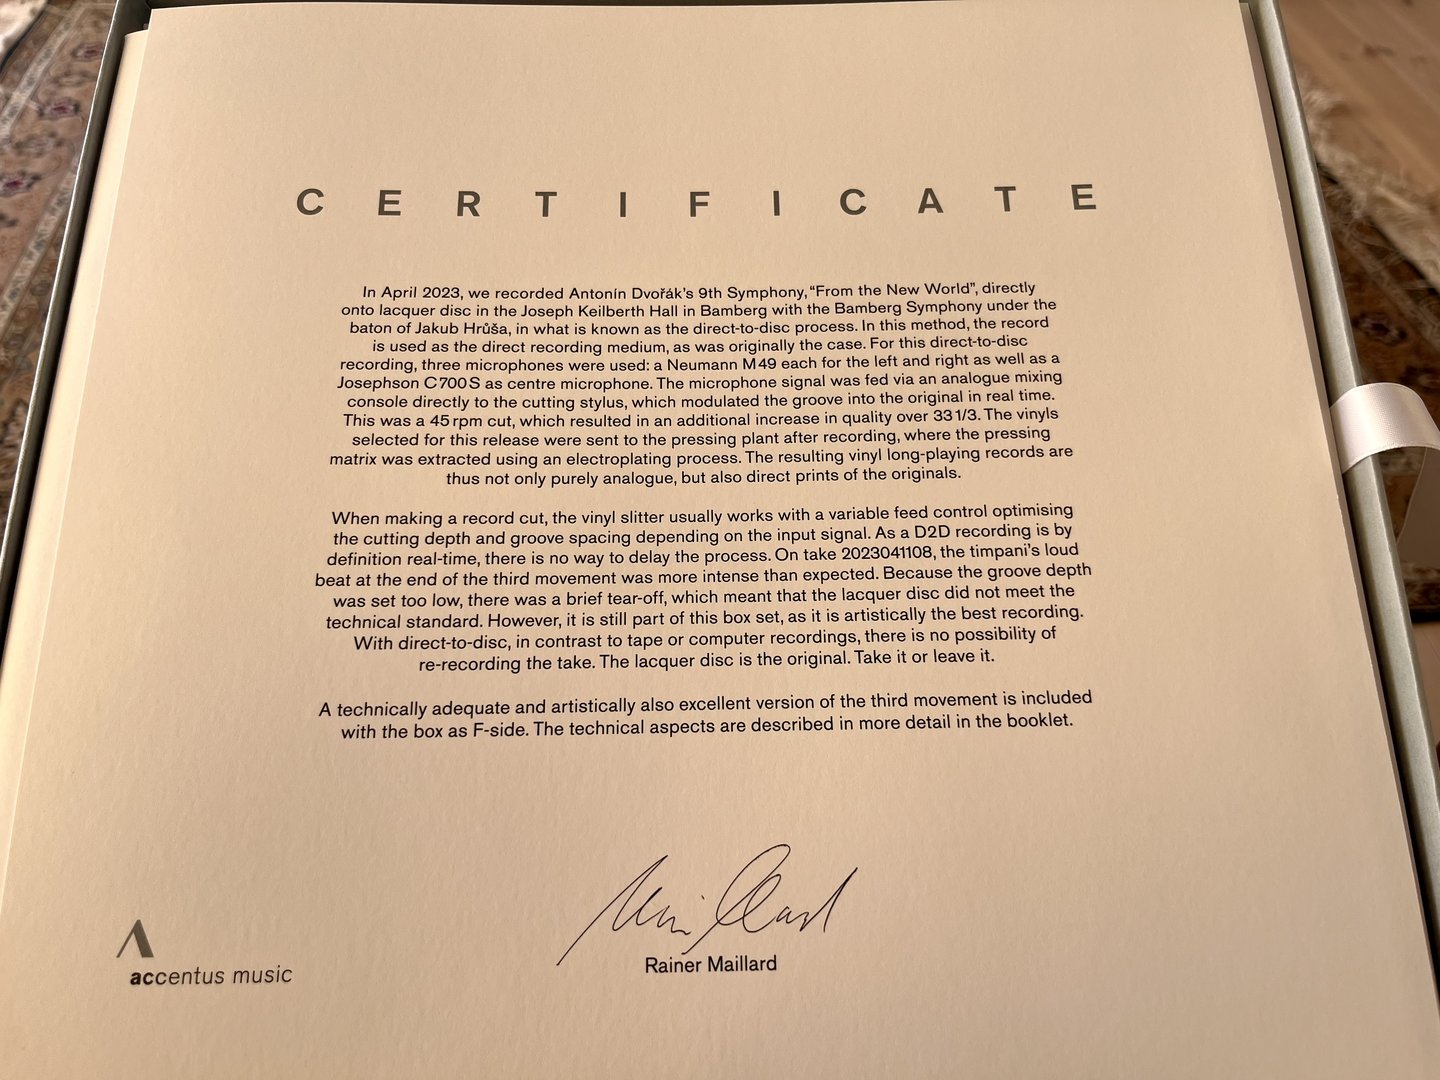 CERTIFICATE
In April 2023, we recorded Antonín Dvořák's 9th Symphony, “From the New World”, directly
onto lacquer disc in the Joseph Keilberth Hall in Bamberg with the Bamberg Symphony under the
baton of Jakub Hrůša, in what is known as the direct-to-disc process. In this method, the record
is used as the direct recording medium, as was originally the case. For this direct-to-disc
recording, three microphones were used: a Neumann M 49 each for the left and right as well as a
Josephson C 700 S as centre microphone. The microphone signal was fed via an analogue mixing
console directly to the cutting stylus, which modulated the groove into the original in real time.
This was a 45 rpm cut, which resulted in an additional increase in quality over 33 1/3. The vinyls
selected for this release were sent to the pressing plant after recording, where the pressing
matrix was extracted using an electroplating process. The resulting vinyl long-playing records are
thus not only purely analogue, but also direct prints of the originals.
When making a record cut, the vinyl slitter usually works with a variable feed control optimising
the cutting depth and groove spacing depending on the input signal. As a D2D recording is by
definition real-time, there is no way to delay the process. On take 2023041108, the timpani's loud
beat at the end of the third movement was more intense than expected. Because the groove depth
was set too low, there was a brief tear-off, which meant that the lacquer disc did not meet the
technical standard. However, it is still part of this box set, as it is artistically the best recording.
With direct-to-disc, in contrast to tape or computer recordings, there is no possibility of
re-recording the take. The lacquer disc is the original. Take it or leave it.
A technically adequate and artistically also excellent version of the third movement is included
with the box as F-side. The technical aspects are described in more detail in the booklet.
Rainer Maillard
accentus music